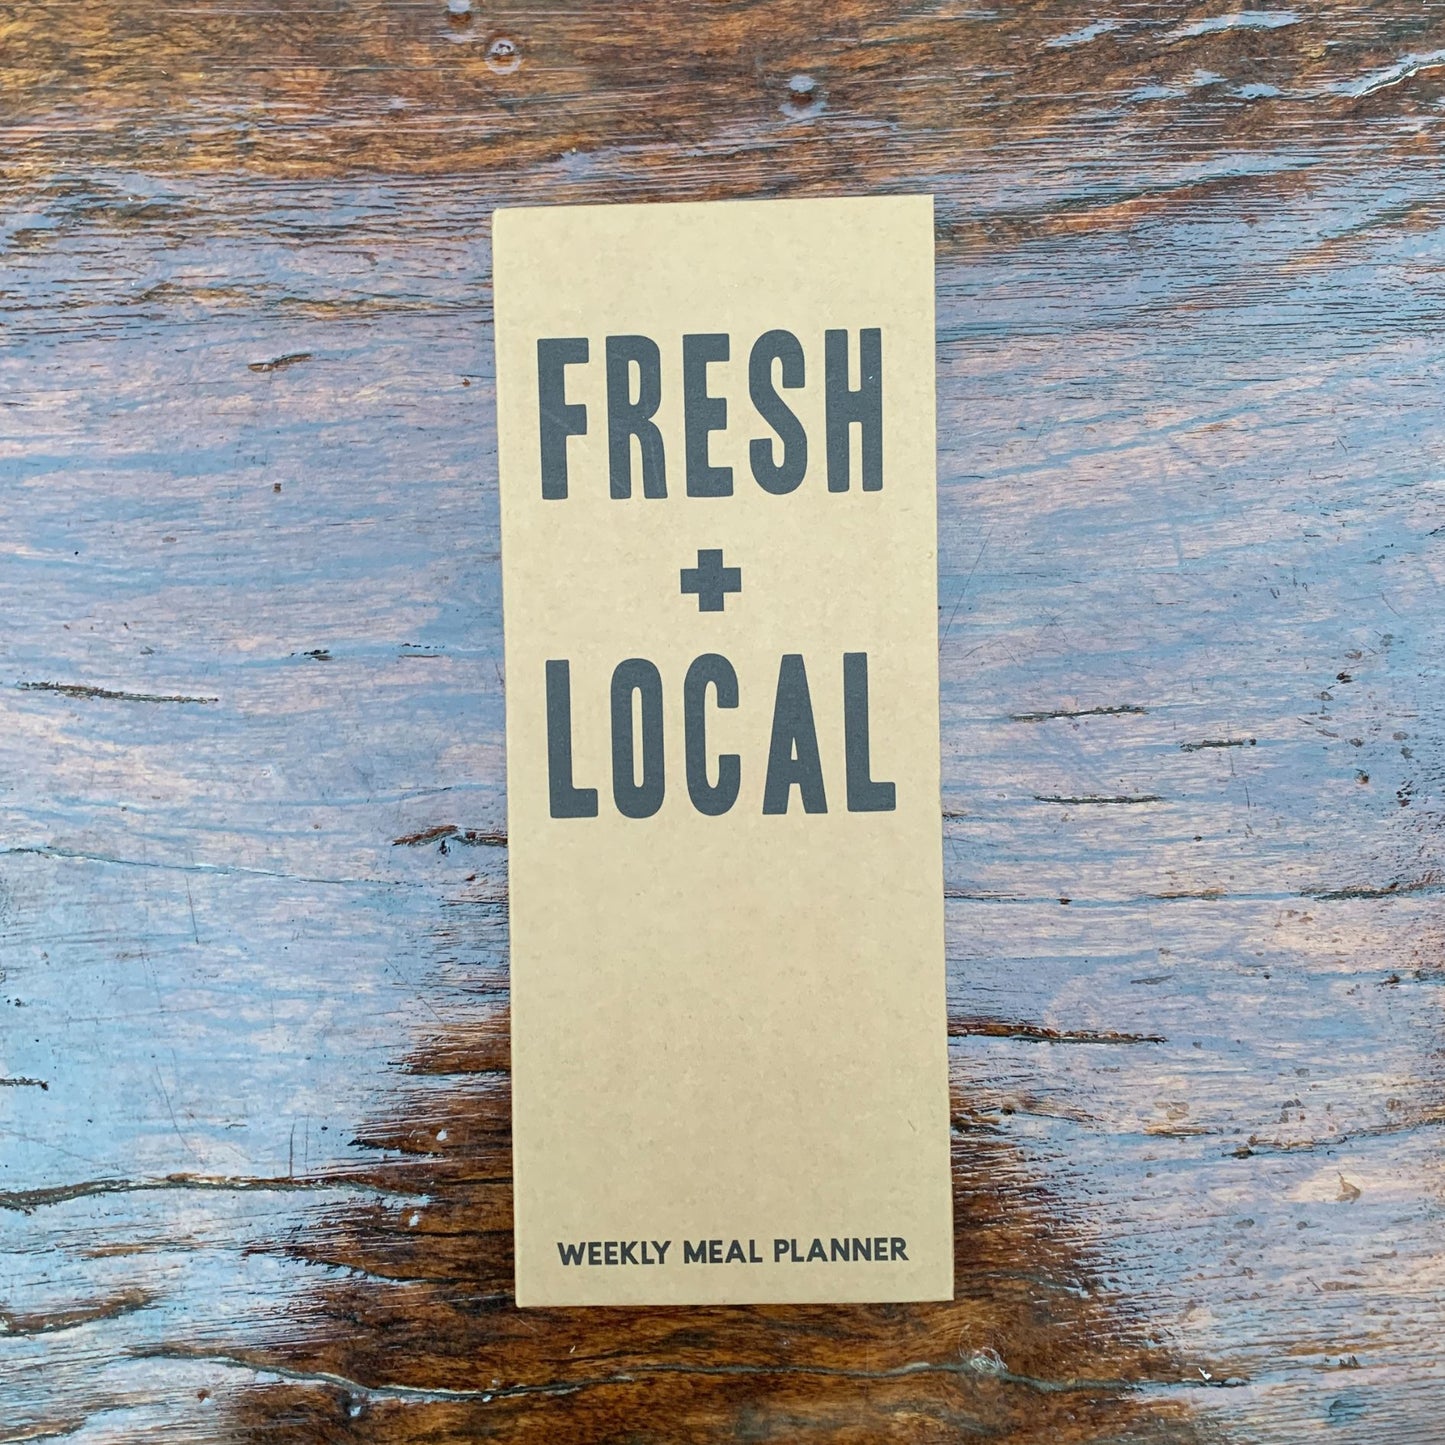 FRESH
+
LOCAL
WEEKLY MEAL PLANNER